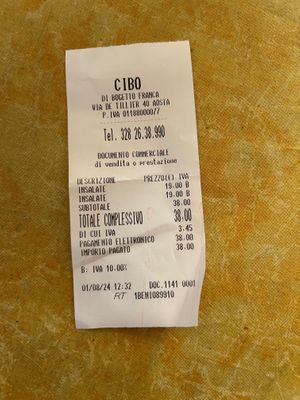 CIBO
DI BOGETTO FRANCA
VIA DE TILLIER 40 AOSTA
P.IVA 01188000077
Tel. 328 26.38.990
DOCUMENTO COMMERCIALE
di vendita o prestazione
DESCRIZIONE PREZZO(€) IVA
INSALATE 19.00 B
INSALATE 19.00 B
SUBTOTALE 38.00
TOTALE COMPLESSIVO 38.00
DI CUI IVA 3.45
PAGAMENTO ELETTRONICO 38.00
IMPORTO PAGATO 38.00
B: IVA 10.00%
01/08/24 12:32 DOC.1141-0001
RT 1BENI089910